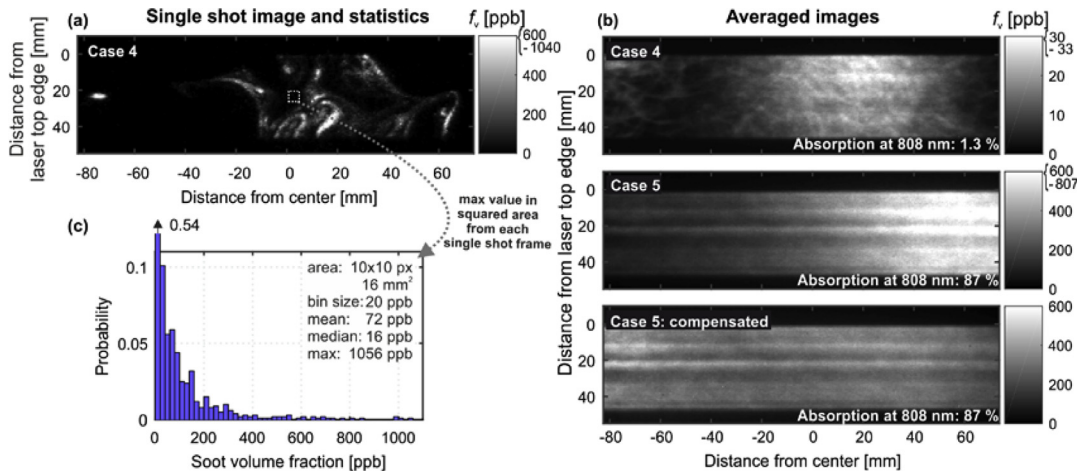 Single shot image and statistics
(a)
f_v [ppb]
Case 4
600
- 1040
400
200
0
0
20
40
Distance from
laser top edge [mm]
-80
-60
-40
-20
0
20
40
60
Distance from center [mm]
max value in
squared area
from each
single shot frame
(c)
0.54
0.1
0.05
0
Probability
area: 10x10 px
16 mm²
bin size: 20 ppb
mean: 72 ppb
median: 16 ppb
max: 1056 ppb
0
200
400
600
800
1000
Soot volume fraction [ppb]
(b)
Averaged images
f_v [ppb]
Case 4
Absorption at 808 nm: 1.3 %
0
20
40
30
- 33
20
10
0
Case 5
Absorption at 808 nm: 87 %
0
20
40
600
- 807
400
200
0
Case 5: compensated
Absorption at 808 nm: 87 %
0
20
40
600
400
200
0
Distance from laser top edge [mm]
-80
-60
-40
-20
0
20
40
60
Distance from center [mm]